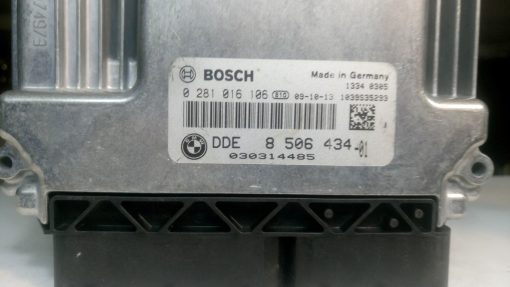 BOSCH Made in Germany
1334 0305
0 281 016 106 09-10-13 1039S35293
DDE 8 506 434-01
030314485